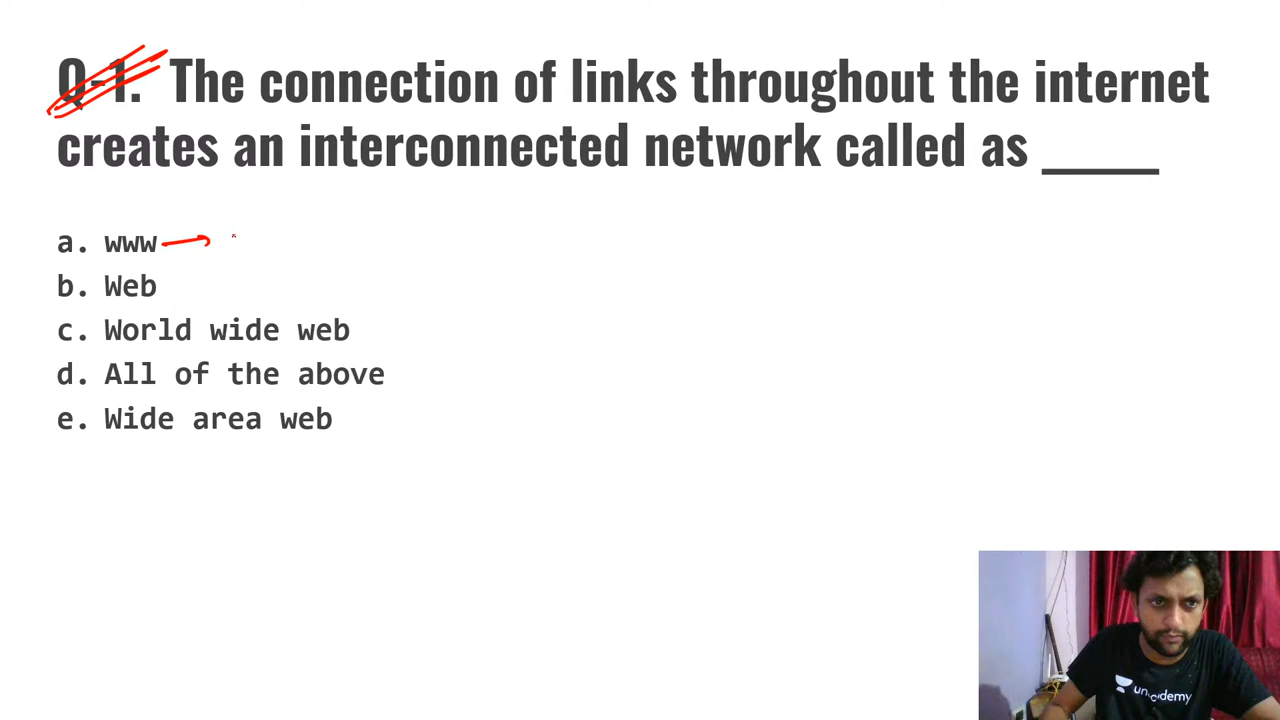 Q-1. The connection of links throughout the internet
creates an interconnected network called as _____
a. www
b. Web
c. World wide web
d. All of the above
e. Wide area web
unacademy